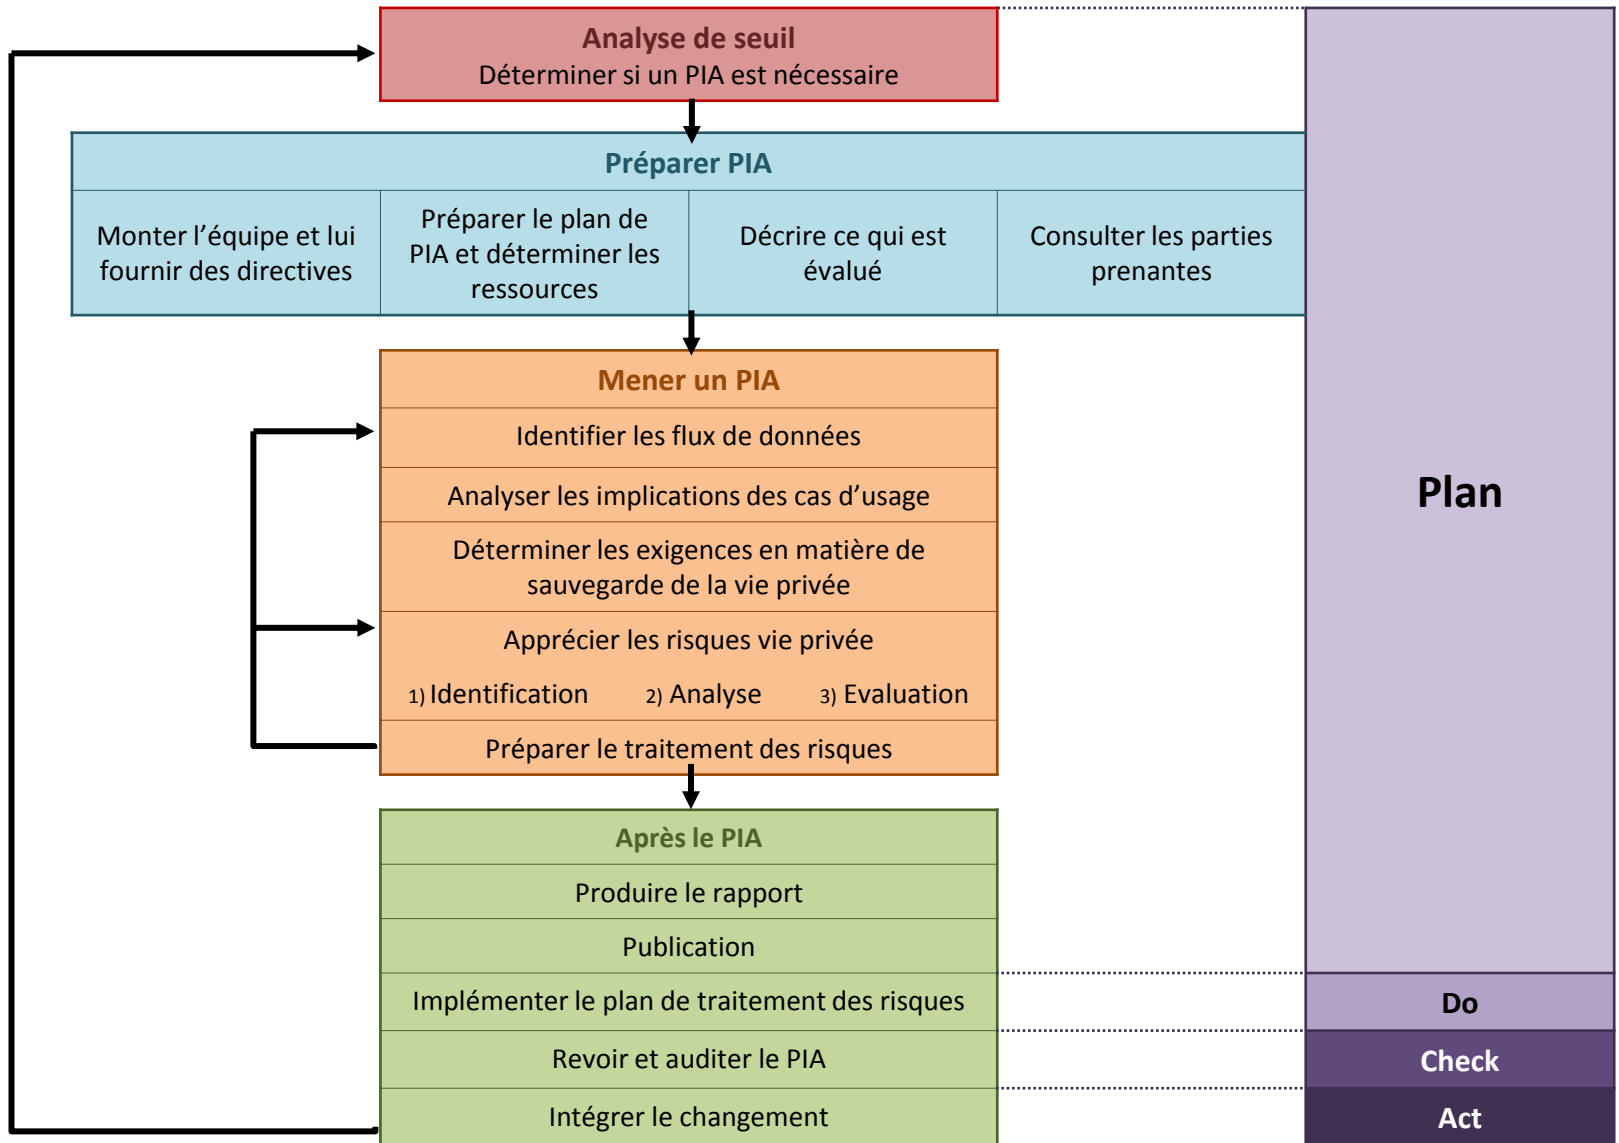 Analyse de seuil
Déterminer si un PIA est nécessaire
Préparer PIA
Monter l'équipe et lui
fournir des directives
Préparer le plan de
PIA et déterminer les
ressources
Décrire ce qui est
évalué
Consulter les parties
prenantes
Mener un PIA
Identifier les flux de données
Analyser les implications des cas d'usage
Déterminer les exigences en matière de
sauvegarde de la vie privée
Apprécier les risques vie privée
1) Identification 2) Analyse 3) Evaluation
Préparer le traitement des risques
Après le PIA
Produire le rapport
Publication
Implémenter le plan de traitement des risques
Revoir et auditer le PIA
Intégrer le changement
Plan
Do
Check
Act